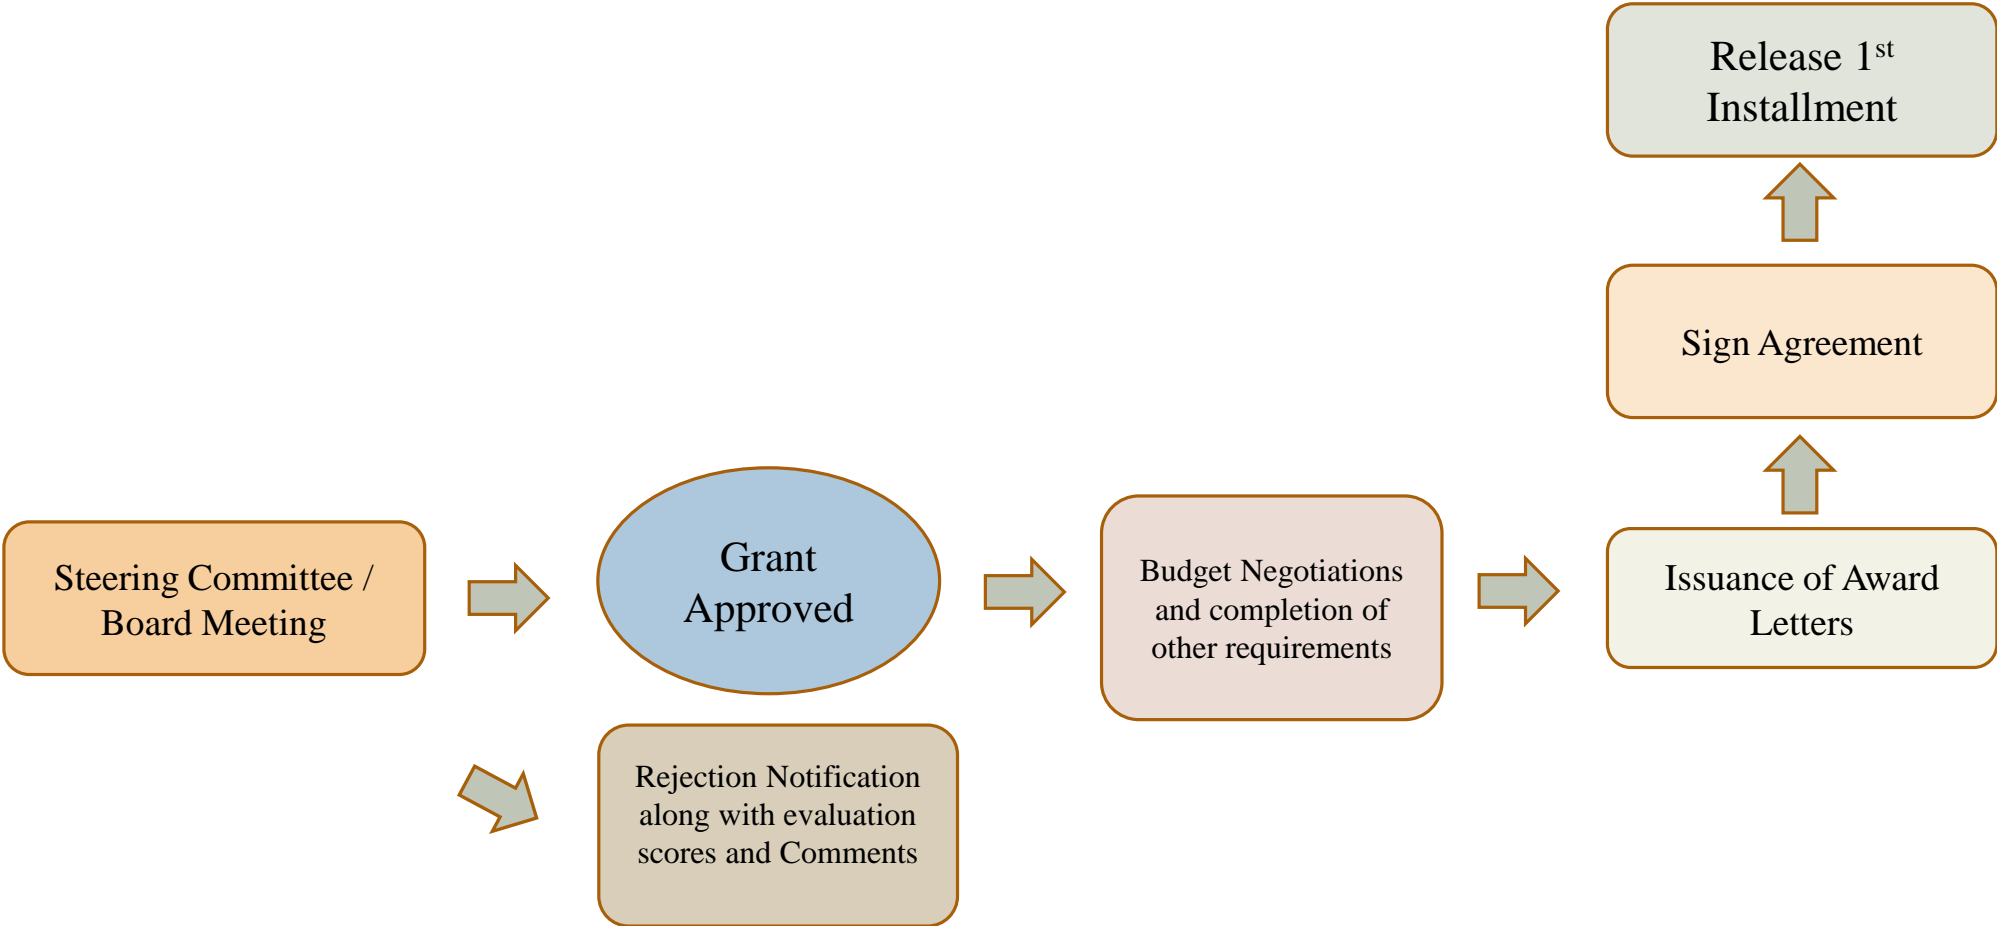 Release 1st
Installment
Sign Agreement
Steering Committee /
Board Meeting
Grant
Approved
Budget Negotiations
and completion of
other requirements
Issuance of Award
Letters
Rejection Notification
along with evaluation
scores and Comments